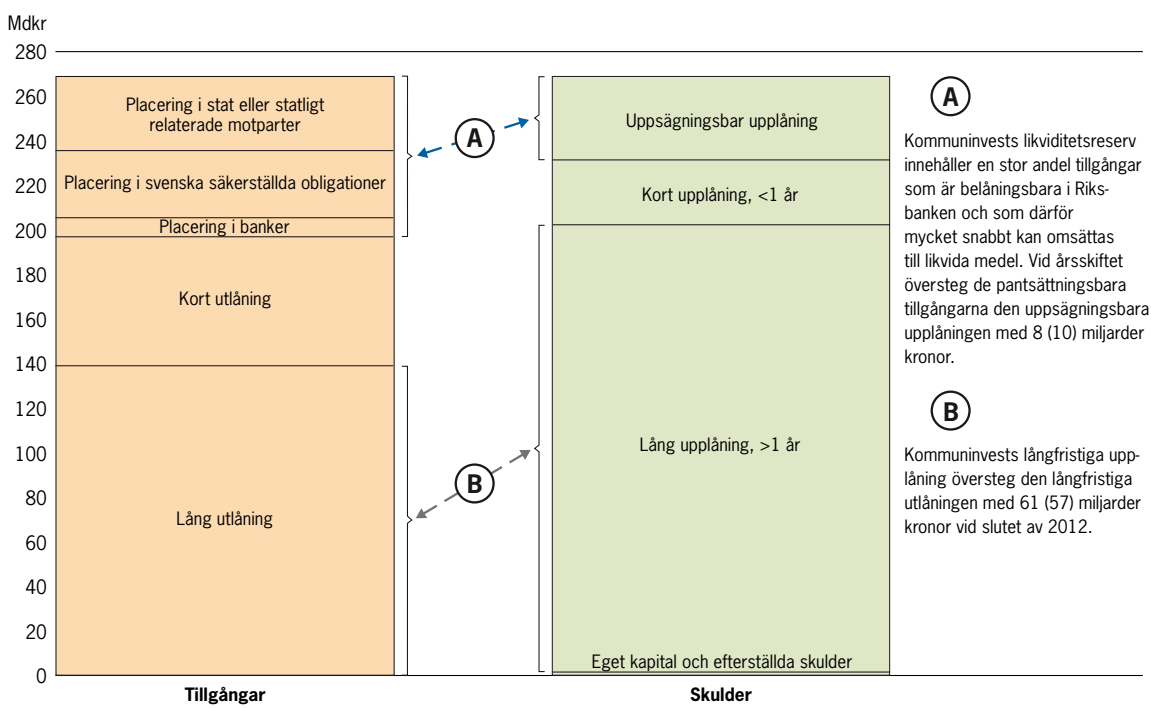 Mdkr
280
260
240
220
200
180
160
140
120
100
80
60
40
20
0
Placering i stat eller statligt
relaterade motparter
Placering i svenska säkerställda obligationer
Placering i banker
Kort utlåning
Lång utlåning
Tillgångar
A
B
Uppsägningsbar upplåning
Kort upplåning, <1 år
Lång upplåning, >1 år
Eget kapital och efterställda skulder
Skulder
A
Kommuninvests likviditetsreserv
innehåller en stor andel tillgångar
som är belåningsbara i Riks-
banken och som därför
mycket snabbt kan omsättas
till likvida medel. Vid årsskiftet
översteg de pantsättningsbara
tillgångarna den uppsägningsbara
upplåningen med 8 (10) miljarder
kronor.
B
Kommuninvests långfristiga upp-
låning översteg den långfristiga
utlåningen med 61 (57) miljarder
kronor vid slutet av 2012.